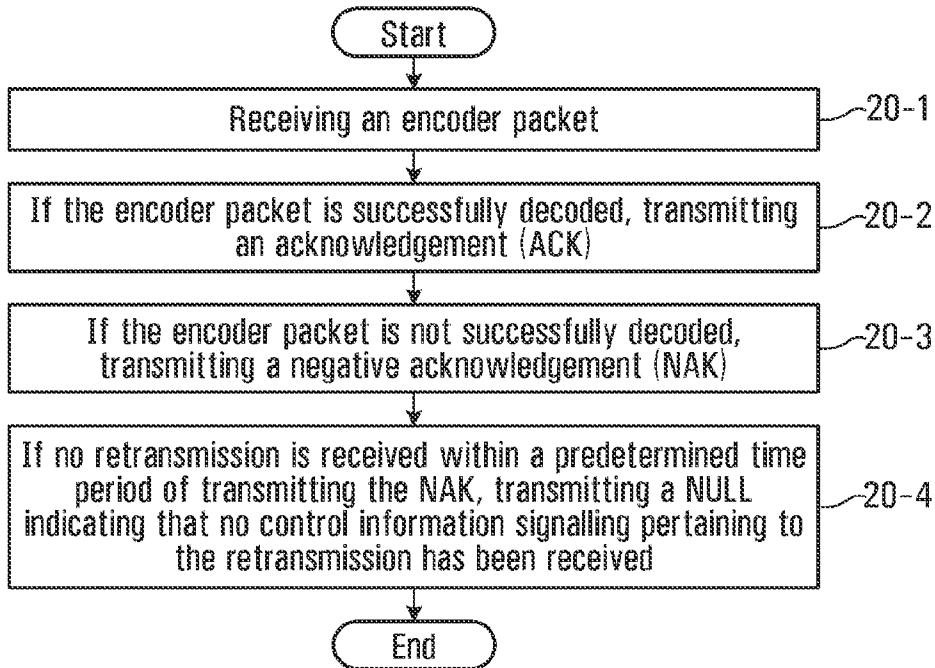 Start
Receiving an encoder packet
20-1
If the encoder packet is successfully decoded, transmitting
an acknowledgement (ACK)
20-2
If the encoder packet is not successfully decoded,
transmitting a negative acknowledgement (NAK)
20-3
If no retransmission is received within a predetermined time
period of transmitting the NAK, transmitting a NULL
indicating that no control information signalling pertaining to
the retransmission has been received
20-4
End